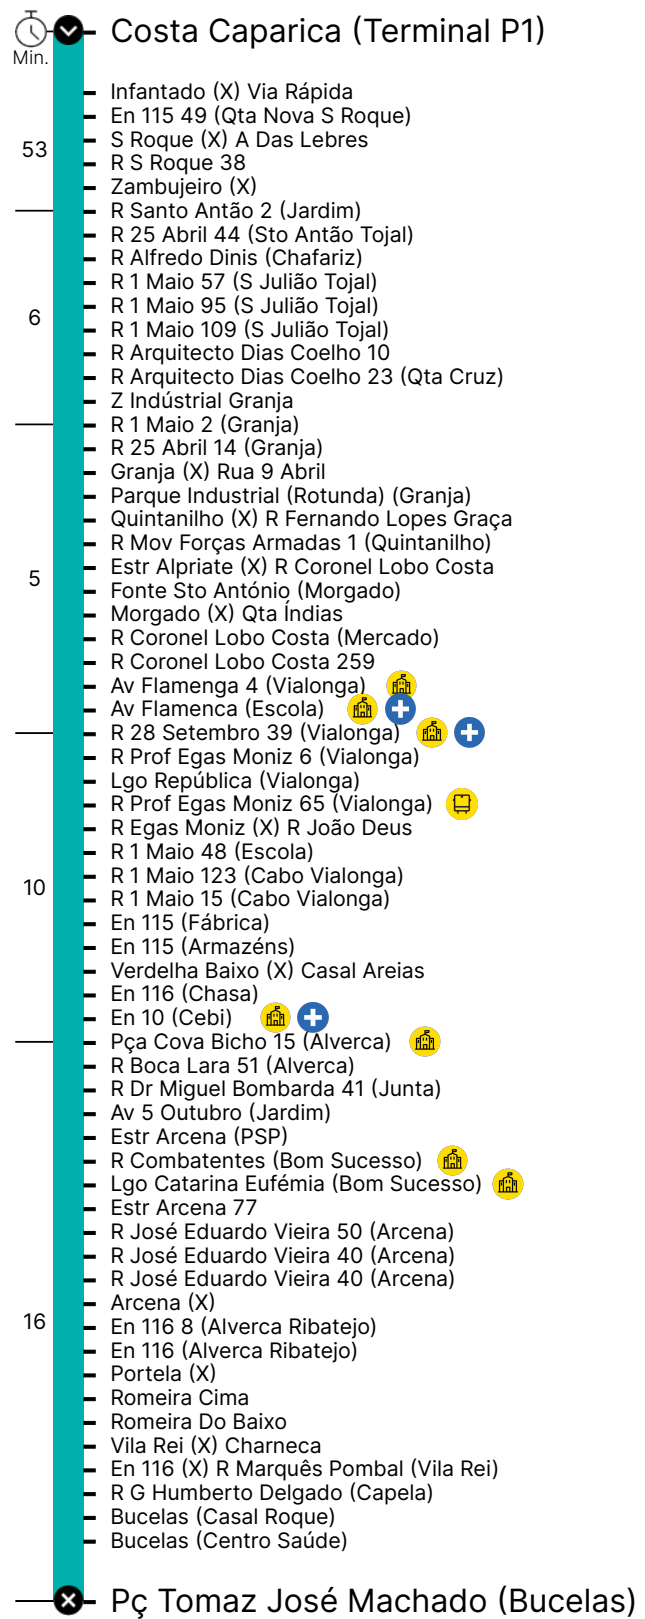 Costa Caparica (Terminal P1)
Min.
Infantado (X) Via Rápida
En 115 49 (Qta Nova S Roque)
S Roque (X) A Das Lebres
53
R S Roque 38
Zambujeiro (X)
R Santo Antão 2 (Jardim)
R 25 Abril 44 (Sto Antão Tojal)
R Alfredo Dinis (Chafariz)
R 1 Maio 57 (S Julião Tojal)
R 1 Maio 95 (S Julião Tojal)
6
R 1 Maio 109 (S Julião Tojal)
R Arquitecto Dias Coelho 10
R Arquitecto Dias Coelho 23 (Qta Cruz)
Z Indústrial Granja
R 1 Maio 2 (Granja)
R 25 Abril 14 (Granja)
Granja (X) Rua 9 Abril
Parque Industrial (Rotunda) (Granja)
Quintanilho (X) R Fernando Lopes Graça
R Mov Forças Armadas 1 (Quintanilho)
Estr Alpriate (X) R Coronel Lobo Costa
5
Fonte Sto António (Morgado)
Morgado (X) Qta Índias
R Coronel Lobo Costa (Mercado)
R Coronel Lobo Costa 259
Av Flamenga 4 (Vialonga)
Av Flamenca (Escola)
R 28 Setembro 39 (Vialonga)
R Prof Egas Moniz 6 (Vialonga)
Lgo República (Vialonga)
R Prof Egas Moniz 65 (Vialonga)
R Egas Moniz (X) R João Deus
R 1 Maio 48 (Escola)
R 1 Maio 123 (Cabo Vialonga)
10
R 1 Maio 15 (Cabo Vialonga)
En 115 (Fábrica)
En 115 (Armazéns)
Verdelha Baixo (X) Casal Areias
En 116 (Chasa)
En 10 (Cebi)
Pça Cova Bicho 15 (Alverca)
R Boca Lara 51 (Alverca)
R Dr Miguel Bombarda 41 (Junta)
Av 5 Outubro (Jardim)
Estr Arcena (PSP)
R Combatentes (Bom Sucesso)
Lgo Catarina Eufémia (Bom Sucesso)
Estr Arcena 77
R José Eduardo Vieira 50 (Arcena)
R José Eduardo Vieira 40 (Arcena)
R José Eduardo Vieira 40 (Arcena)
Arcena (X)
16
En 116 8 (Alverca Ribatejo)
En 116 (Alverca Ribatejo)
Portela (X)
Romeira Cima
Romeira Do Baixo
Vila Rei (X) Charneca
En 116 (X) R Marquês Pombal (Vila Rei)
R G Humberto Delgado (Capela)
Bucelas (Casal Roque)
Bucelas (Centro Saúde)
Pç Tomaz José Machado (Bucelas)